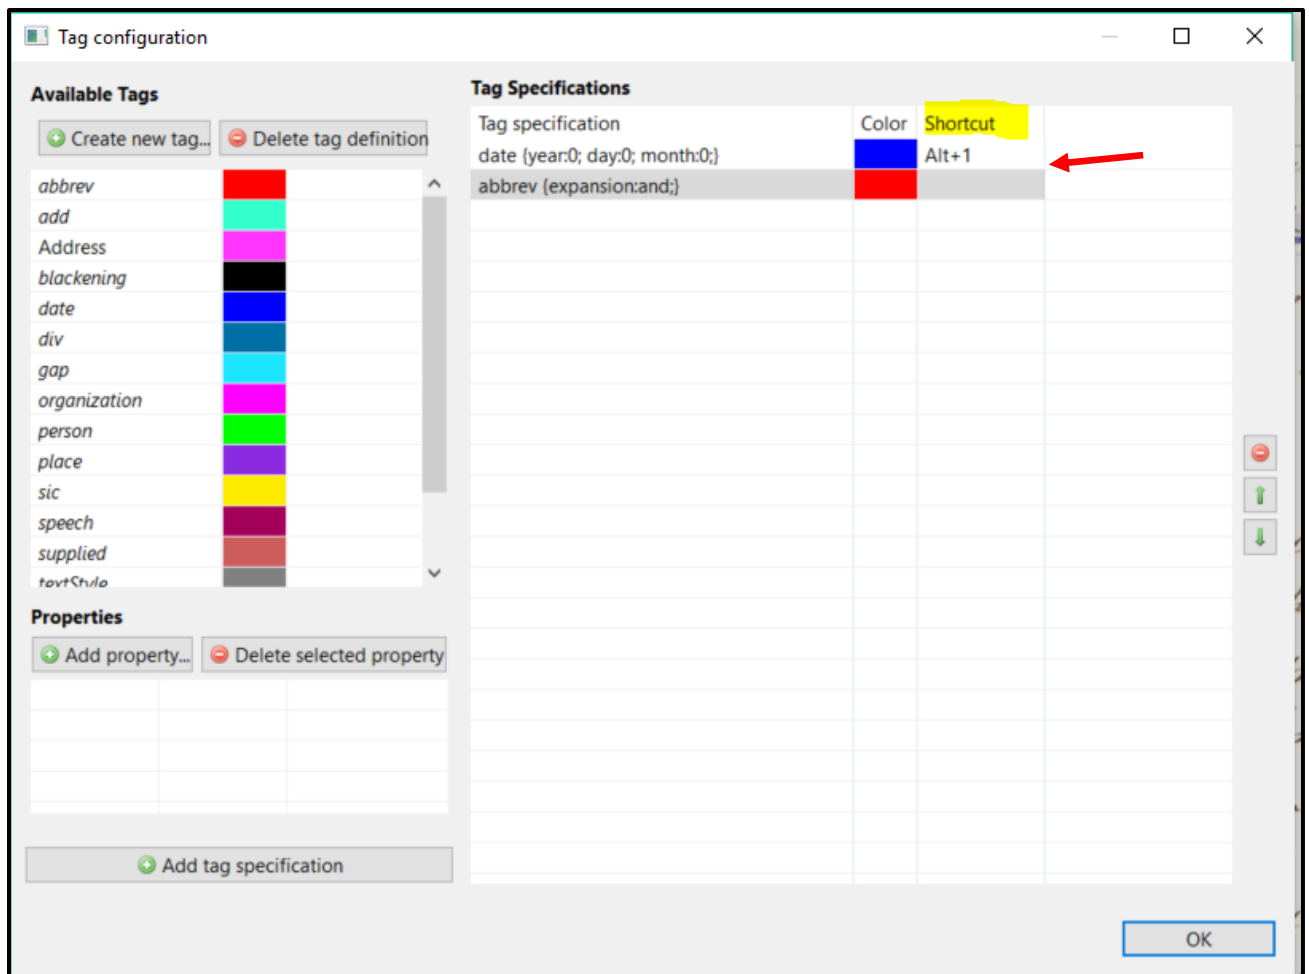 Tag configuration
Available Tags
Create new tag...
Delete tag definition
abbrev
add
Address
blackening
date
div
gap
organization
person
place
sic
speech
supplied
textStyle
Properties
Add property...
Delete selected property
Add tag specification
Tag Specifications
Tag specification Color Shortcut
date {year:0; day:0; month:0;} Alt+1
abbrev {expansion:and;}
OK